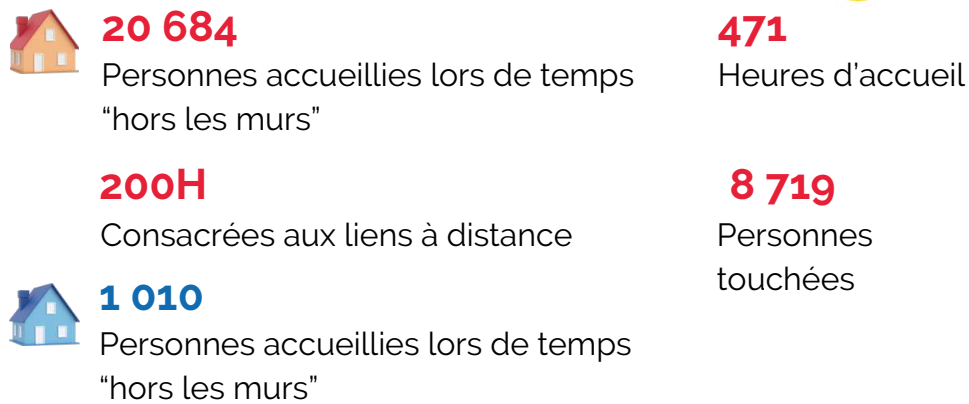 20 684
Personnes accueillies lors de temps
“hors les murs”
471
Heures d’accueil
200H
Consacrées aux liens à distance
8 719
Personnes
touchées
1 010
Personnes accueillies lors de temps
“hors les murs”